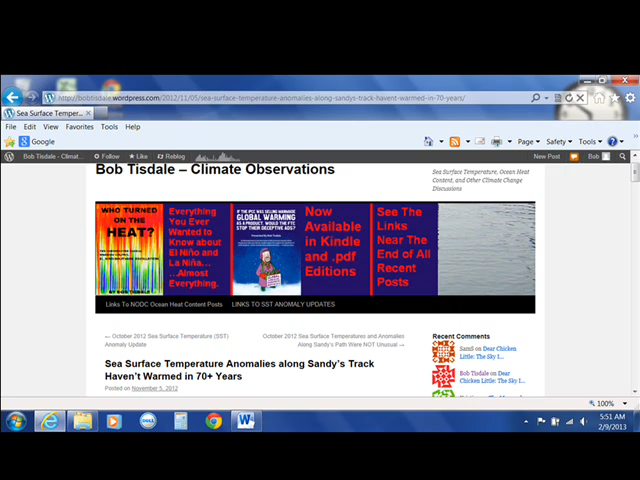 http://bobtisdale.wordpress.com/2012/11/05/sea-surface-temperature-anomalies-along-sandys-track-havent-warmed-in-70-years/
Sea Surface Temper...
File Edit View Favorites Tools Help
Google
Page Safety Tools
Bob Tisdale - Climat... Follow Like Reblog New Post Bob
Bob Tisdale – Climate Observations
Sea Surface Temperature, Ocean Heat
Content, and Other Climate Change
Discussions
WHO TURNED
ON THE
HEAT?
Everything
You Ever
Wanted to
Know about
El Niño and
La Niña…
…Almost
Everything.
IF THE IPCC WAS SELLING MANMADE
GLOBAL WARMING
AS A PRODUCT, WOULD THE FTC
STOP THEIR DECEPTIVE ADS?
Now
Available
in Kindle
and .pdf
Editions
See The
Links
Near The
End of All
Recent
Posts
Links To NODC Ocean Heat Content Posts LINKS TO SST ANOMALY UPDATES
← October 2012 Sea Surface Temperature (SST)
Anomaly Update
October 2012 Sea Surface Temperatures and Anomalies
Along Sandy's Path Were NOT Unusual →
Sea Surface Temperature Anomalies along Sandy's Track
Haven't Warmed in 70+ Years
Posted on November 5, 2012
Recent Comments
SamS on Dear Chicken
Little: The Sky I...
Bob Tisdale on Dear
Chicken Little: The Sky I...
100%
5:51 AM
2/9/2013